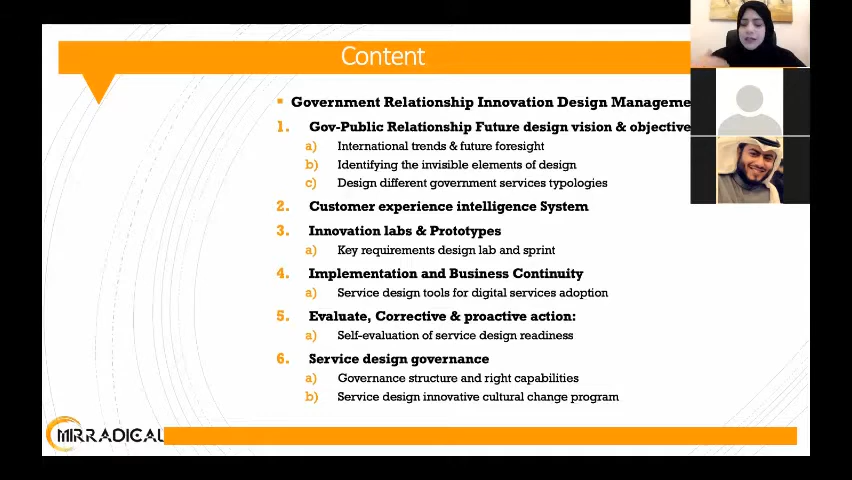 Content
Government Relationship Innovation Design Manageme
1. Gov-Public Relationship Future design vision & objective
a) International trends & future foresight
b) Identifying the invisible elements of design
c) Design different government services typologies
2. Customer experience intelligence System
3. Innovation labs & Prototypes
a) Key requirements design lab and sprint
4. Implementation and Business Continuity
a) Service design tools for digital services adoption
5. Evaluate, Corrective & proactive action:
a) Self-evaluation of service design readiness
6. Service design governance
a) Governance structure and right capabilities
b) Service design innovative cultural change program
MIRRADICAL